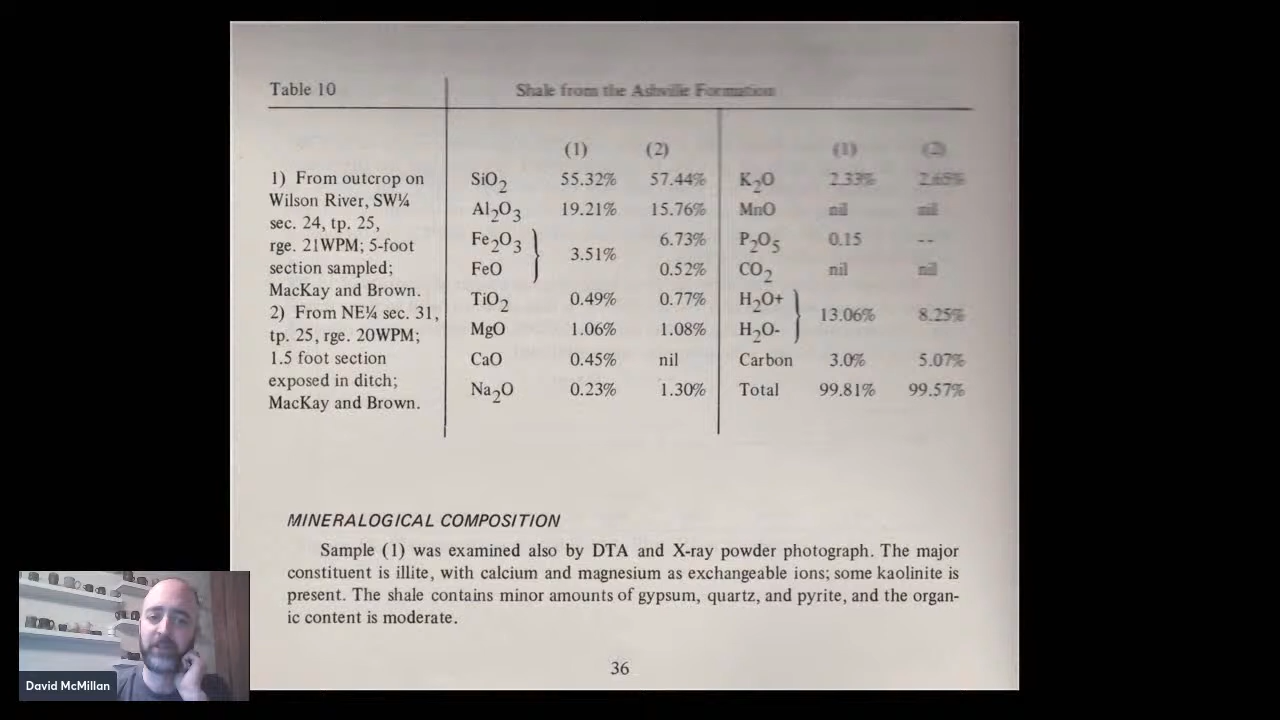 Table 10
Shale from the Ashville Formation
1) From outcrop on
Wilson River, SW¼
sec. 24, tp. 25,
rge. 21WPM; 5-foot
section sampled;
MacKay and Brown.
2) From NE¼ sec. 31,
tp. 25, rge. 20WPM;
1.5 foot section
exposed in ditch;
MacKay and Brown.
(1) (2)
SiO2 55.32% 57.44%
Al2O3 19.21% 15.76%
Fe2O3 } 3.51% 6.73%
FeO 0.52%
TiO2 0.49% 0.77%
MgO 1.06% 1.08%
CaO 0.45% nil
Na2O 0.23% 1.30%
(1) (2)
K2O 2.33% 2.65%
MnO nil nil
P2O5 0.15 --
CO2 nil nil
H2O+ } 13.06% 8.25%
H2O-
Carbon 3.0% 5.07%
Total 99.81% 99.57%
MINERALOGICAL COMPOSITION
Sample (1) was examined also by DTA and X-ray powder photograph. The major
constituent is illite, with calcium and magnesium as exchangeable ions; some kaolinite is
present. The shale contains minor amounts of gypsum, quartz, and pyrite, and the organ-
ic content is moderate.
36
David McMillan